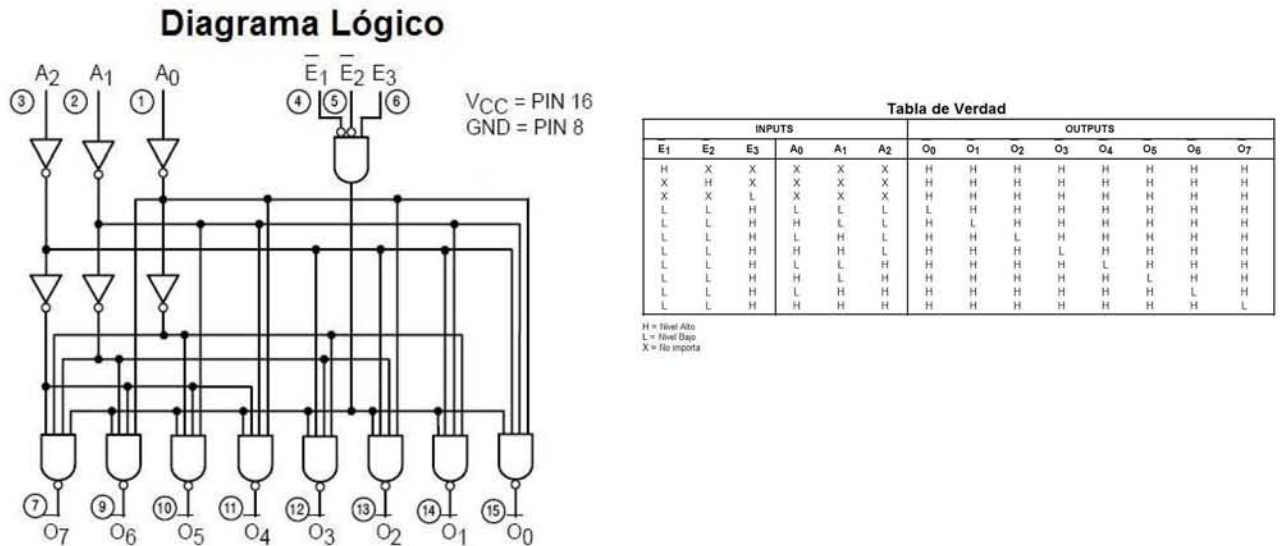 Diagrama Lógico
A2 A1 A0 E1 E2 E3
3 2 1 4 5 6
VCC = PIN 16
GND = PIN 8
7 9 10 11 12 13 14 15
O7 O6 O5 O4 O3 O2 O1 O0
Tabla de Verdad
INPUTS OUTPUTS
E1 E2 E3 A0 A1 A2 O0 O1 O2 O3 O4 O5 O6 O7
H X X X X X H H H H H H H H
X H X X X X H H H H H H H H
X X L X X X H H H H H H H H
L L H L L L L H H H H H H H
L L H H L L H L H H H H H H
L L H L H L H H L H H H H H
L L H H H L H H H L H H H H
L L H L L H H H H H L H H H
L L H H L H H H H H H L H H
L L H L H H H H H H H H L H
L L H H H H H H H H H H H L
H = Nivel Alto
L = Nivel Bajo
X = No importa